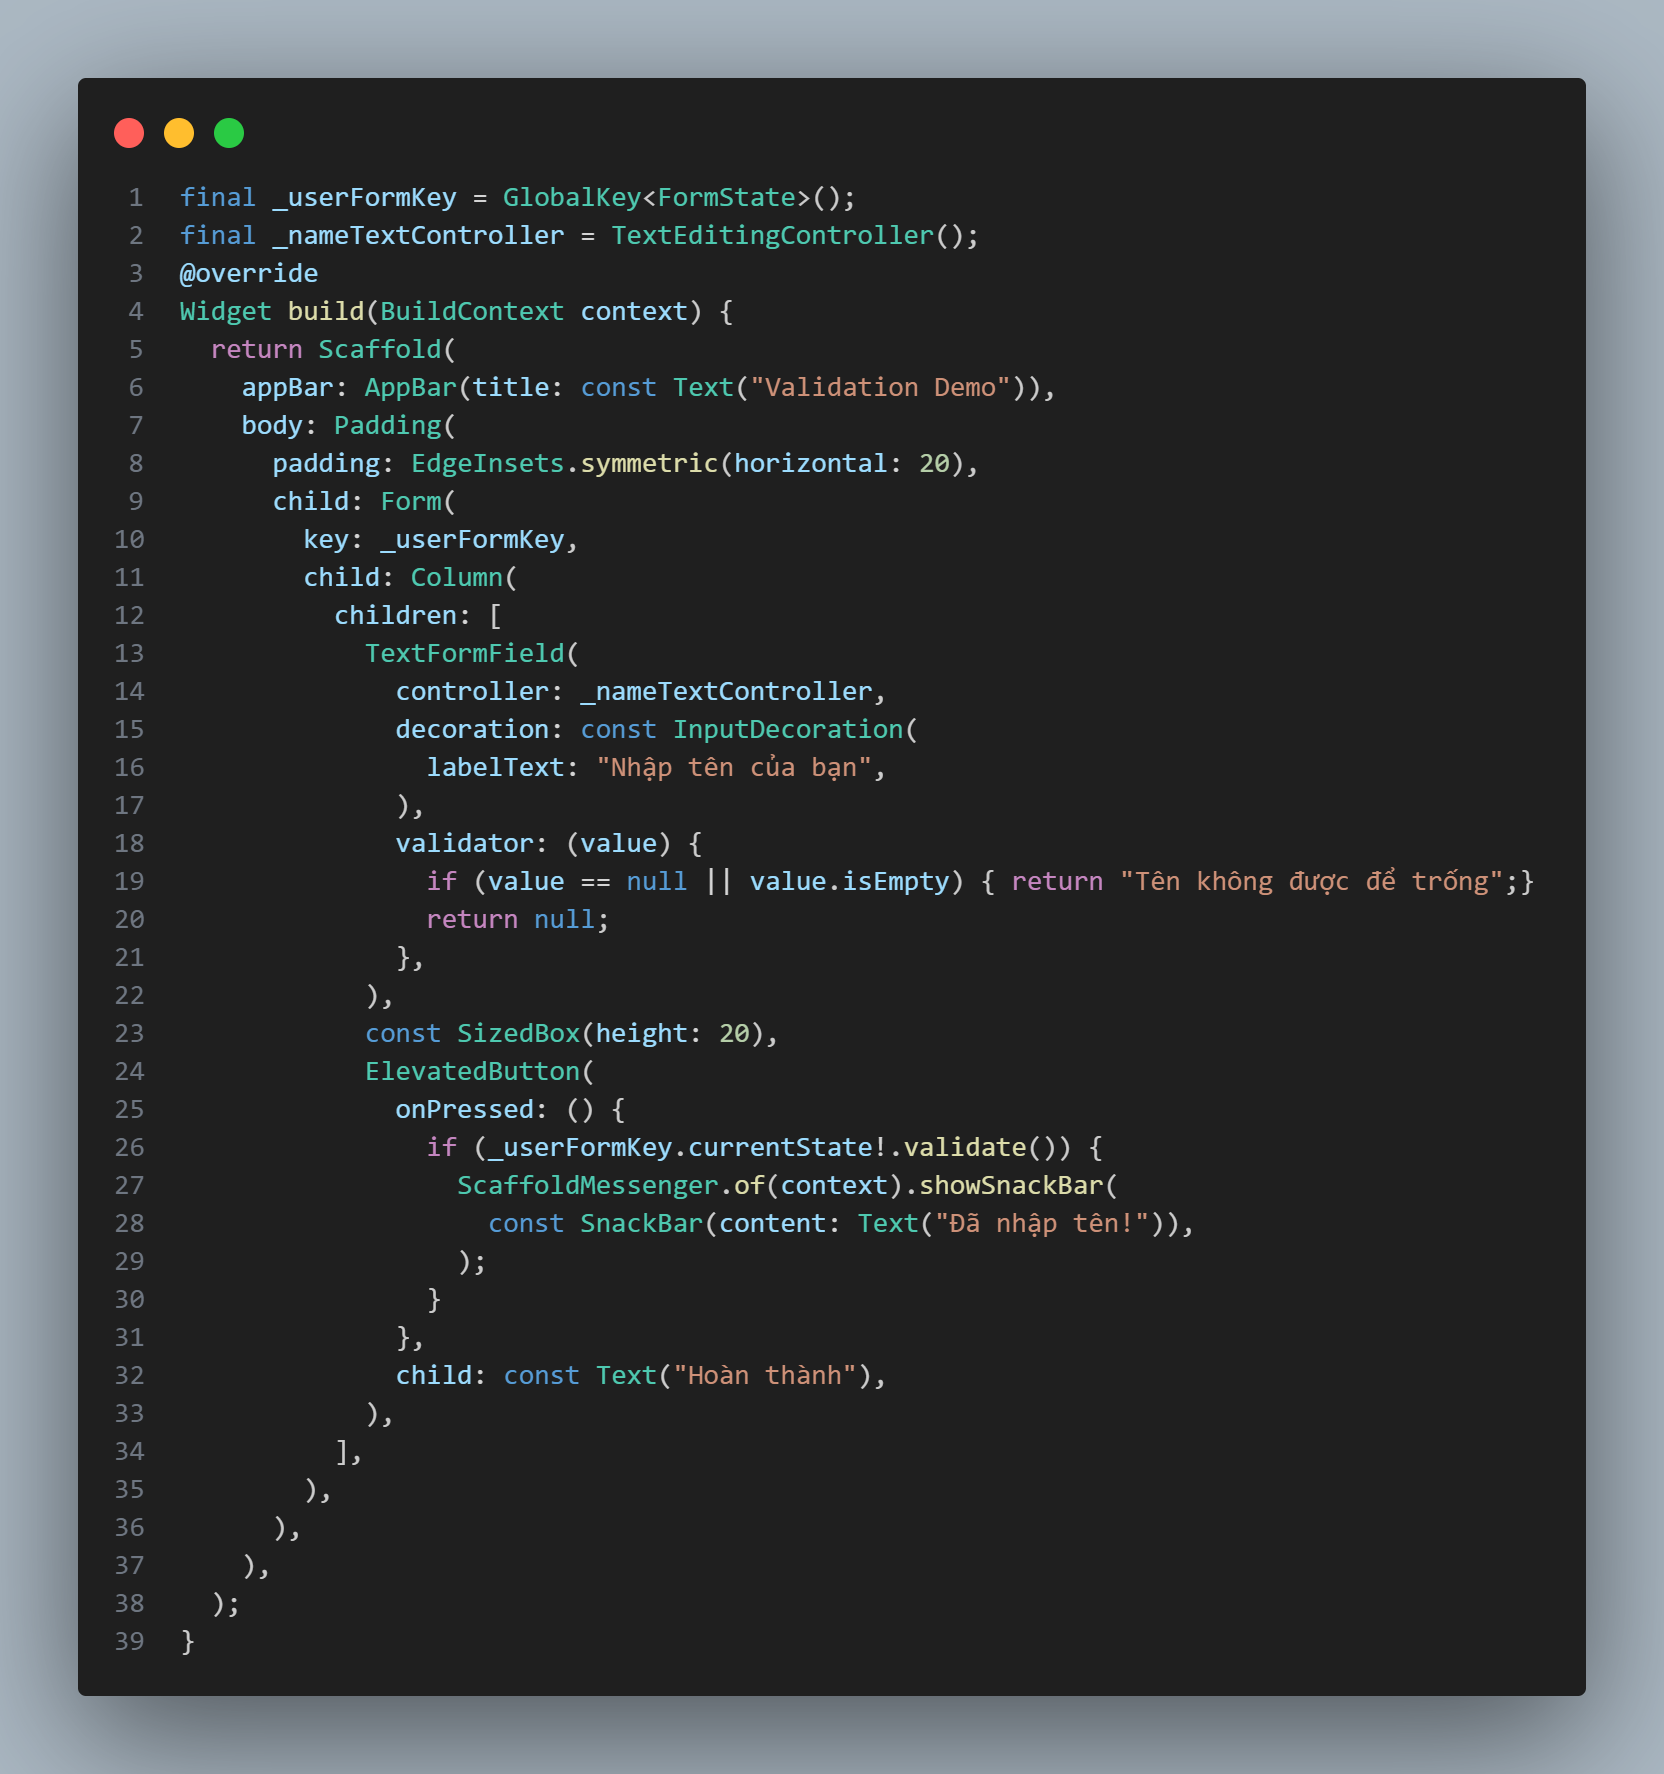 1 final _userFormKey = GlobalKey<FormState>();
2 final _nameTextController = TextEditingController();
3 @override
4 Widget build(BuildContext context) {
5   return Scaffold(
6     appBar: AppBar(title: const Text("Validation Demo")),
7     body: Padding(
8       padding: EdgeInsets.symmetric(horizontal: 20),
9       child: Form(
10         key: _userFormKey,
11         child: Column(
12           children: [
13             TextFormField(
14               controller: _nameTextController,
15               decoration: const InputDecoration(
16                 labelText: "Nhập tên của bạn",
17               ),
18               validator: (value) {
19                 if (value == null || value.isEmpty) { return "Tên không được để trống";}
20                 return null;
21               },
22             ),
23             const SizedBox(height: 20),
24             ElevatedButton(
25               onPressed: () {
26                 if (_userFormKey.currentState!.validate()) {
27                   ScaffoldMessenger.of(context).showSnackBar(
28                     const SnackBar(content: Text("Đã nhập tên!")),
29                   );
30                 }
31               },
32               child: const Text("Hoàn thành"),
33             ),
34           ],
35         ),
36       ),
37     ),
38   );
39 }